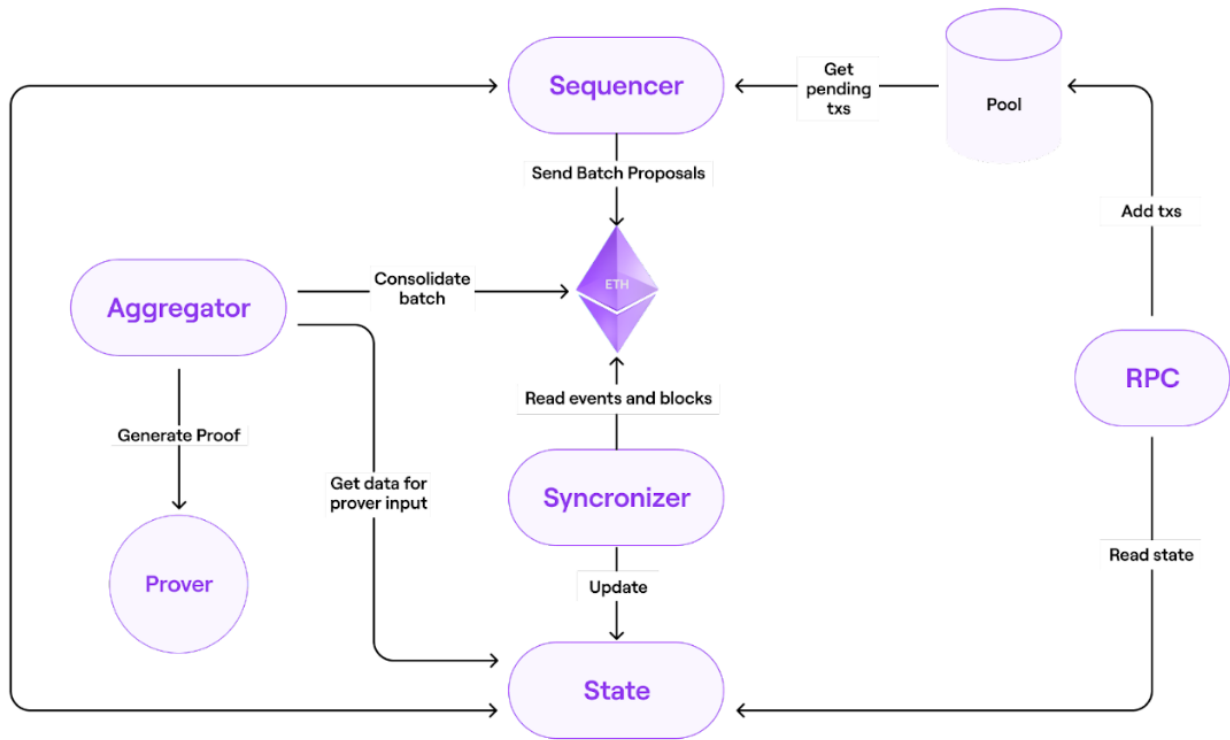 Sequencer
Get
pending
txs
Pool
Send Batch Proposals
Add txs
ETH
Consolidate
batch
Aggregator
RPC
Read events and blocks
Generate Proof
Get data for
prover input
Syncronizer
Read state
Prover
Update
State